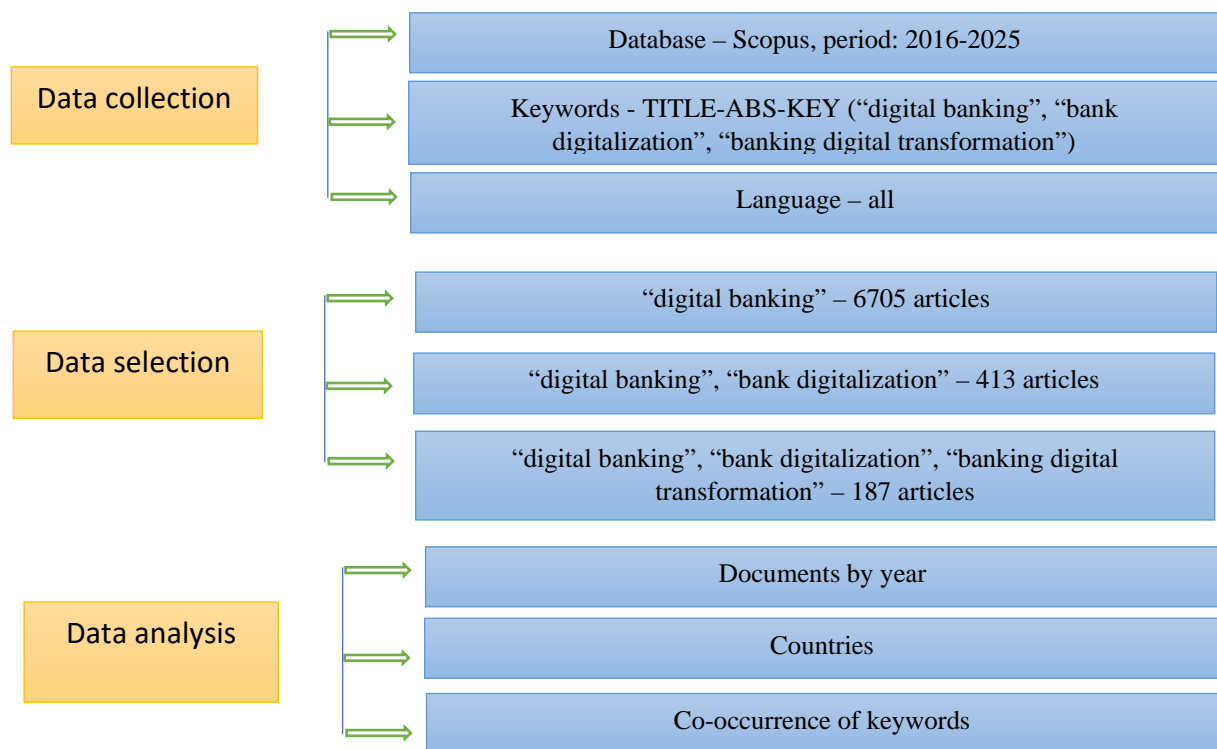 Data collection
Database – Scopus, period: 2016-2025
Keywords - TITLE-ABS-KEY (“digital banking”, “bank
digitalization”, “banking digital transformation”)
Language – all
Data selection
“digital banking” – 6705 articles
“digital banking”, “bank digitalization” – 413 articles
“digital banking”, “bank digitalization”, “banking digital
transformation” – 187 articles
Data analysis
Documents by year
Countries
Co-occurrence of keywords